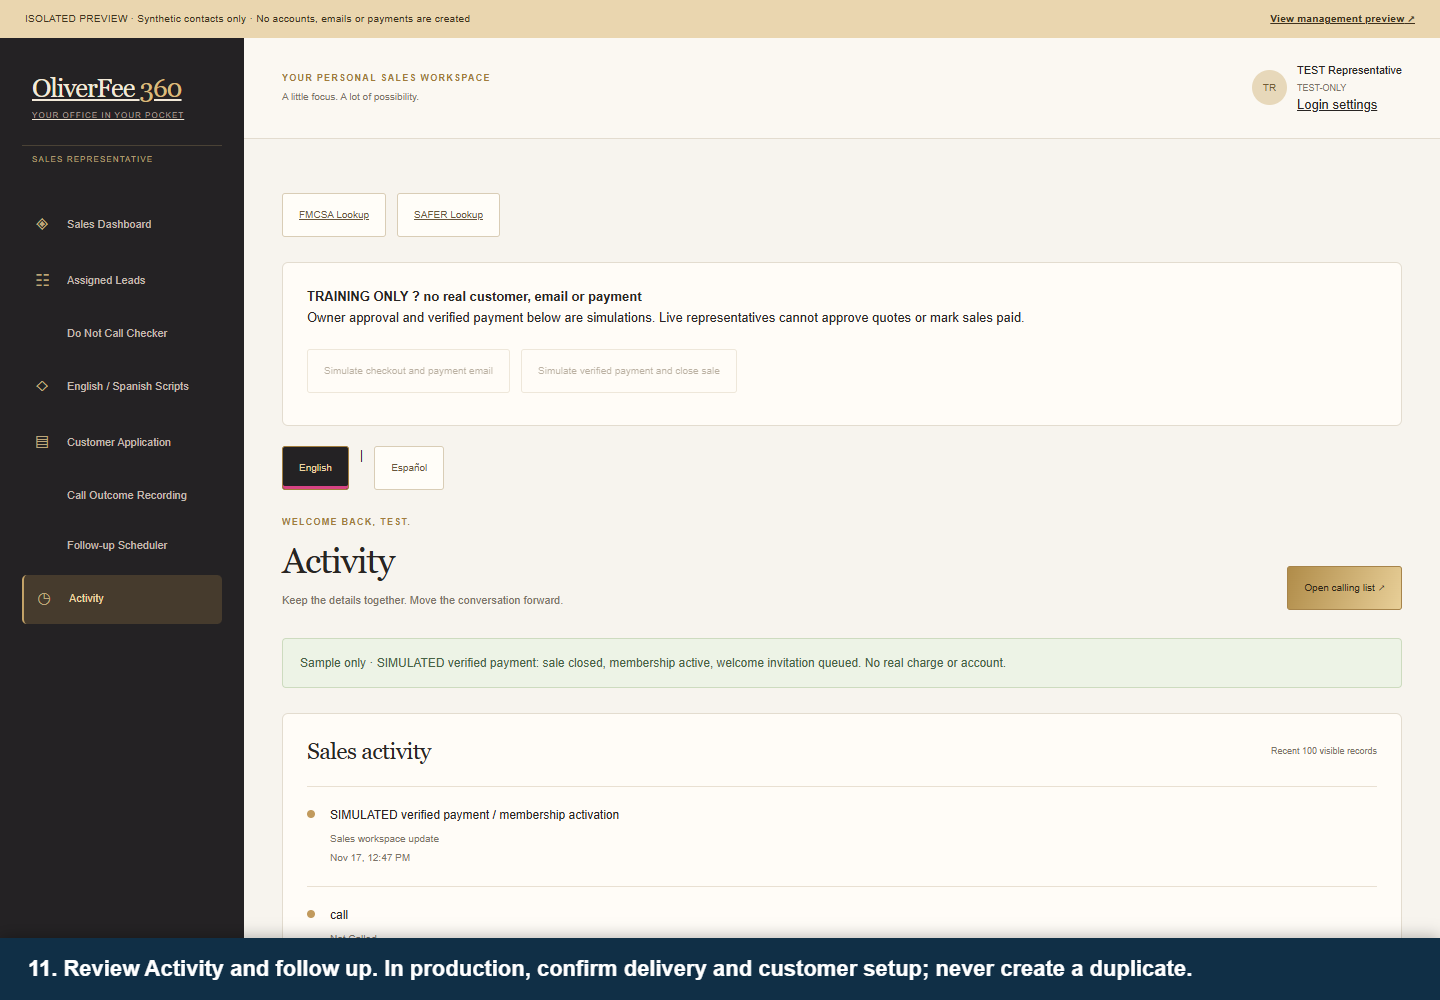 ISOLATED PREVIEW · Synthetic contacts only · No accounts, emails or payments are created
View management preview ↗
OliverFee 360
YOUR OFFICE IN YOUR POCKET
SALES REPRESENTATIVE
Sales Dashboard
Assigned Leads
Do Not Call Checker
English / Spanish Scripts
Customer Application
Call Outcome Recording
Follow-up Scheduler
Activity
YOUR PERSONAL SALES WORKSPACE
A little focus. A lot of possibility.
TR
TEST Representative
TEST-ONLY
Login settings
FMCSA Lookup
SAFER Lookup
TRAINING ONLY ? no real customer, email or payment
Owner approval and verified payment below are simulations. Live representatives cannot approve quotes or mark sales paid.
Simulate checkout and payment email
Simulate verified payment and close sale
English | Español
WELCOME BACK, TEST.
Activity
Keep the details together. Move the conversation forward.
Open calling list ↗
Sample only · SIMULATED verified payment: sale closed, membership active, welcome invitation queued. No real charge or account.
Sales activity
Recent 100 visible records
SIMULATED verified payment / membership activation
Sales workspace update
Nov 17, 12:47 PM
call
11. Review Activity and follow up. In production, confirm delivery and customer setup; never create a duplicate.